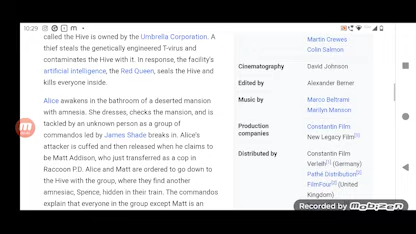 10:29
called the Hive is owned by the Umbrella Corporation. A
thief steals the genetically engineered T-virus and
contaminates the Hive with it. In response, the facility's
artificial intelligence, the Red Queen, seals the Hive and
kills everyone inside.
Alice awakens in the bathroom of a deserted mansion
with amnesia. She dresses, checks the mansion, and is
tackled by an unknown person as a group of
commandos led by James Shade breaks in. Alice's
attacker is cuffed and then released when he claims to
be Matt Addison, who just transferred as a cop in
Raccoon P.D. Alice and Matt are ordered to go down to
the Hive with the group, where they find another
amnesiac, Spence, hidden in their train. The commandos
explain that everyone in the group except Matt is an
Martin Crewes
Colin Salmon
Cinematography David Johnson
Edited by Alexander Berner
Music by Marco Beltrami
Marilyn Manson
Production companies Constantin Film
New Legacy Film[1]
Distributed by Constantin Film
Verleih[1] (Germany)
Pathé Distribution[2]
FilmFour[2] (United
Kingdom)
Recorded by MOBIZEN